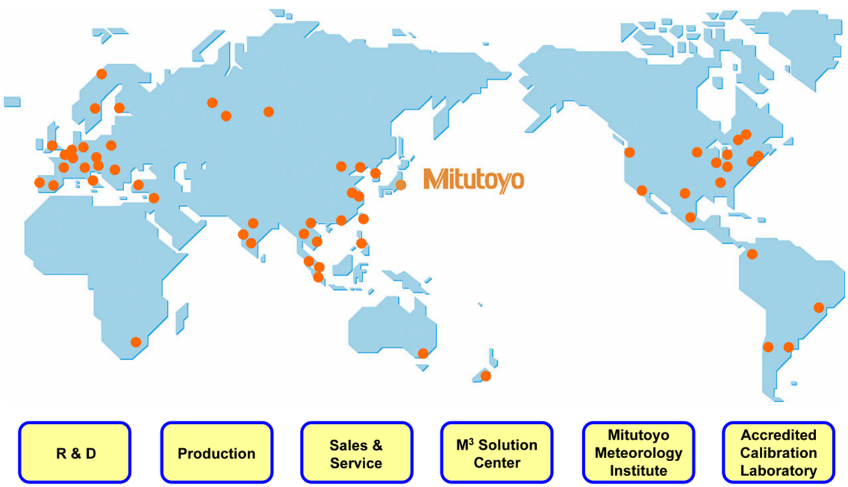 Mitutoyo
R & D
Production
Sales &
Service
M³ Solution
Center
Mitutoyo
Meteorology
Institute
Accredited
Calibration
Laboratory